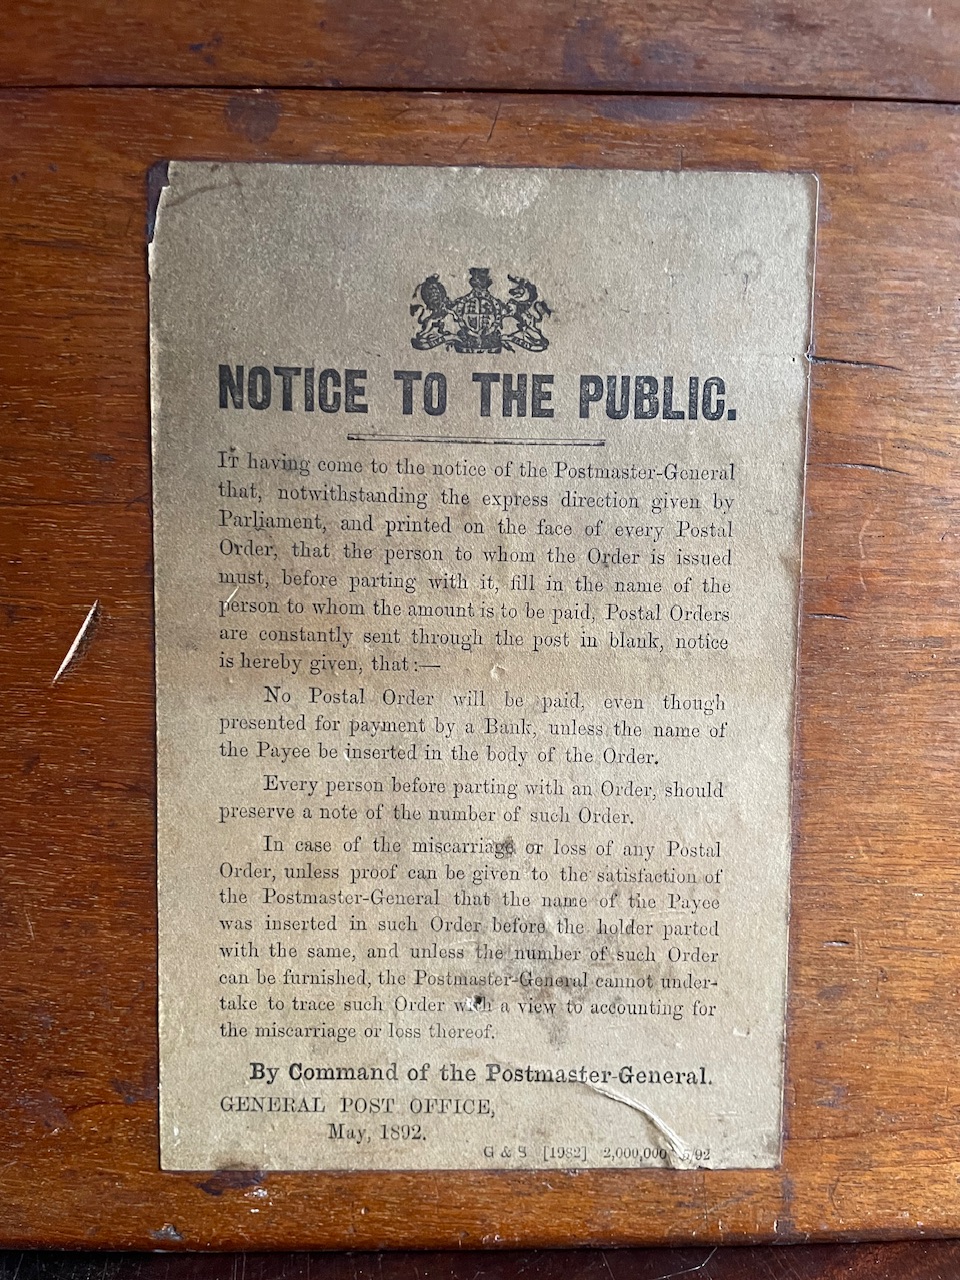 NOTICE TO THE PUBLIC.
IT having come to the notice of the Postmaster-General
that, notwithstanding the express direction given by
Parliament, and printed on the face of every Postal
Order, that the person to whom the Order is issued
must, before parting with it, fill in the name of the
person to whom the amount is to be paid, Postal Orders
are constantly sent through the post in blank, notice
is hereby given, that :—
No Postal Order will be paid, even though
presented for payment by a Bank, unless the name of
the Payee be inserted in the body of the Order.
Every person before parting with an Order, should
preserve a note of the number of such Order.
In case of the miscarriage or loss of any Postal
Order, unless proof can be given to the satisfaction of
the Postmaster-General that the name of the Payee
was inserted in such Order before the holder parted
with the same, and unless the number of such Order
can be furnished, the Postmaster-General cannot under-
take to trace such Order with a view to accounting for
the miscarriage or loss thereof.
By Command of the Postmaster-General.
GENERAL POST OFFICE,
May, 1892.
G & S [1982] 2,000,000 /92